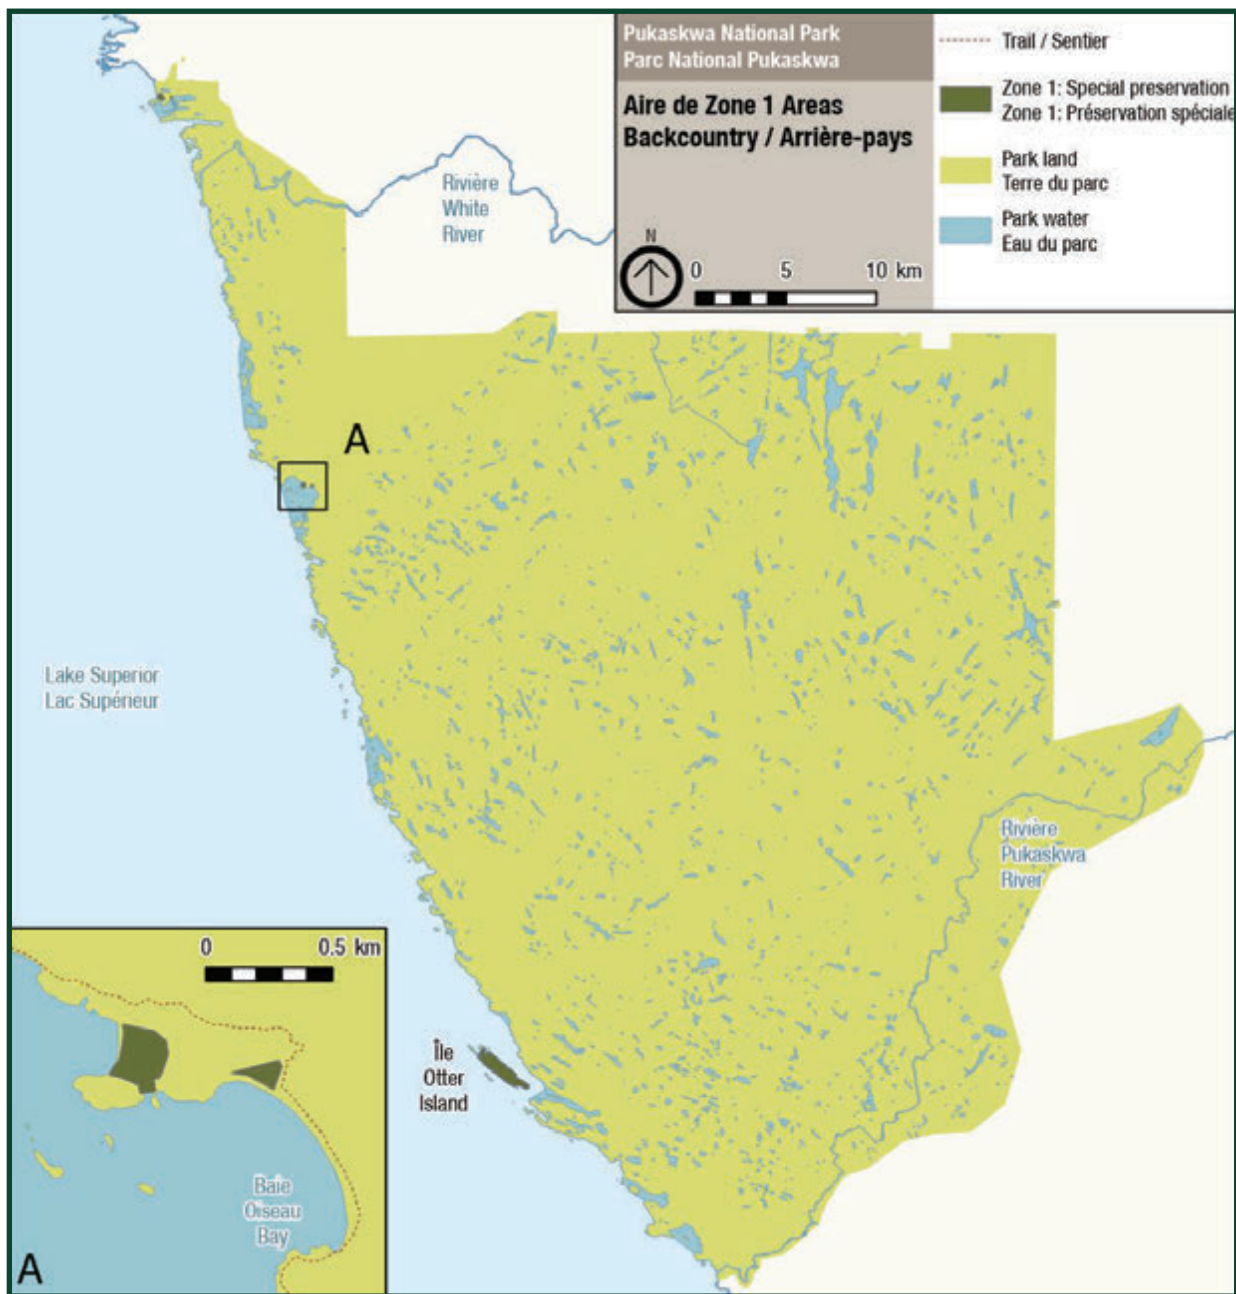 Pukaskwa National Park
Parc National Pukaskwa
Aire de Zone 1 Areas
Backcountry / Arrière-pays
N
0 5 10 km
Trail / Sentier
Zone 1: Special preservation
Zone 1: Préservation spéciale
Park land
Terre du parc
Park water
Eau du parc
Rivière
White
River
A
Lake Superior
Lac Supérieur
Rivière
Pukaskwa
River
Île
Otter
Island
0 0.5 km
Baie
Oiseau
Bay
A